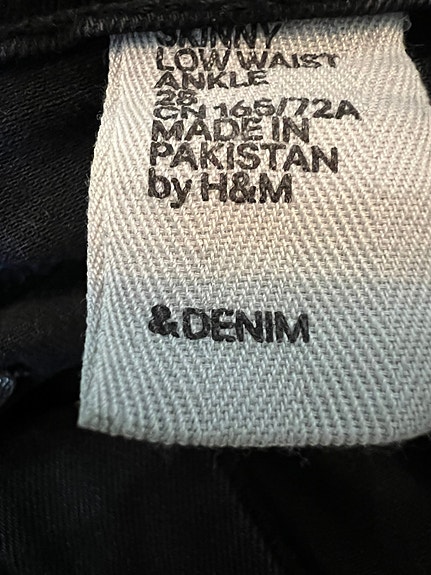 SKINNY
LOW WAIST
ANKLE
28
CN 165/72A
MADE IN
PAKISTAN
by H&M
&DENIM